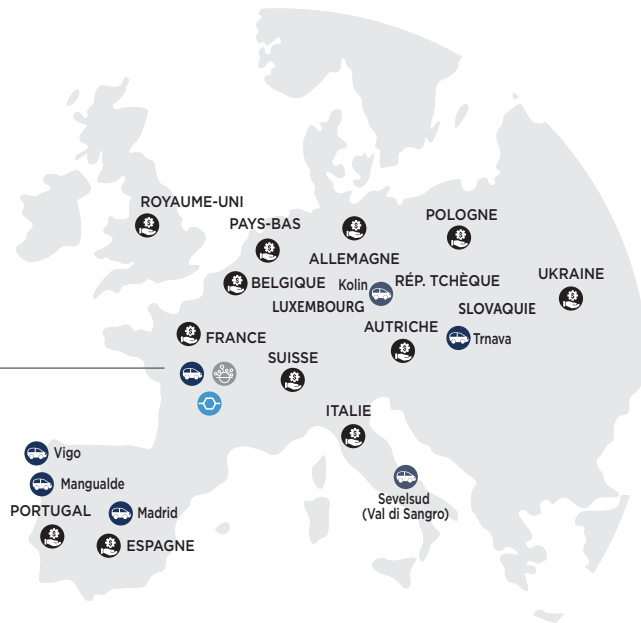 ROYAUME-UNI
PAYS-BAS
POLOGNE
ALLEMAGNE
UKRAINE
BELGIQUE
Kolin
RÉP. TCHÈQUE
LUXEMBOURG
SLOVAQUIE
AUTRICHE
FRANCE
Trnava
SUISSE
ITALIE
Vigo
Mangualde
Sevelsud
(Val di Sangro)
PORTUGAL
Madrid
ESPAGNE